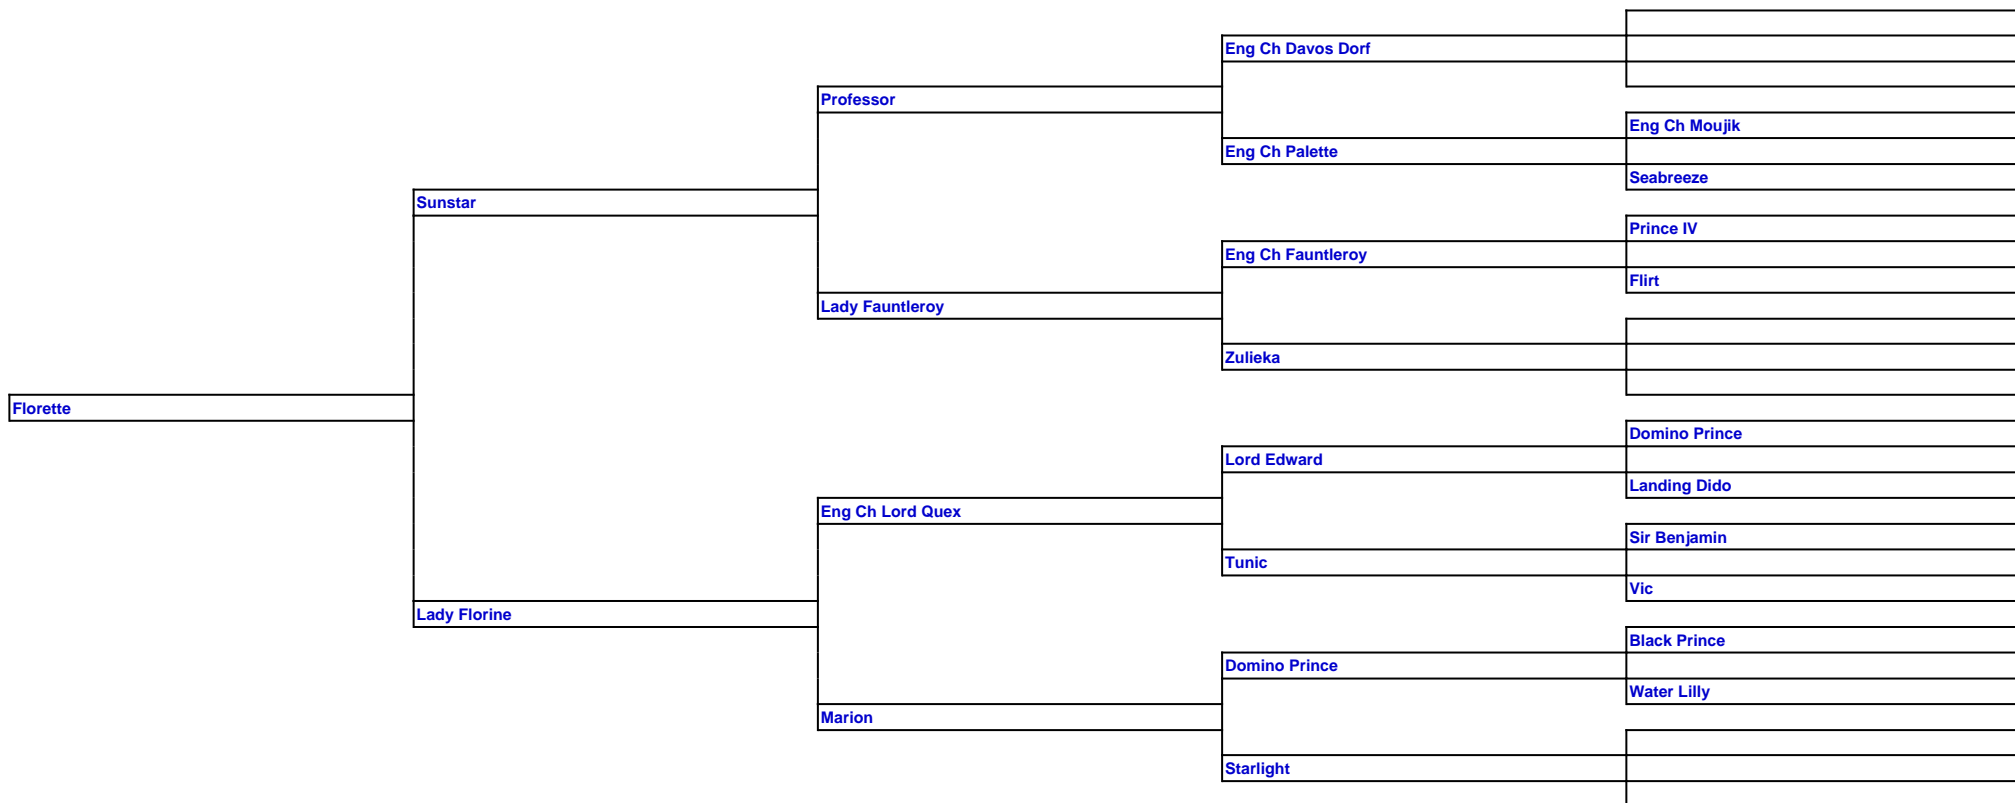 Eng Ch Davos Dorf
Professor
Eng Ch Moujik
Eng Ch Palette
Seabreeze
Sunstar
Prince IV
Eng Ch Fauntleroy
Flirt
Lady Fauntleroy
Zulieka
Florette
Domino Prince
Lord Edward
Landing Dido
Eng Ch Lord Quex
Sir Benjamin
Tunic
Vic
Lady Florine
Black Prince
Domino Prince
Water Lilly
Marion
Starlight